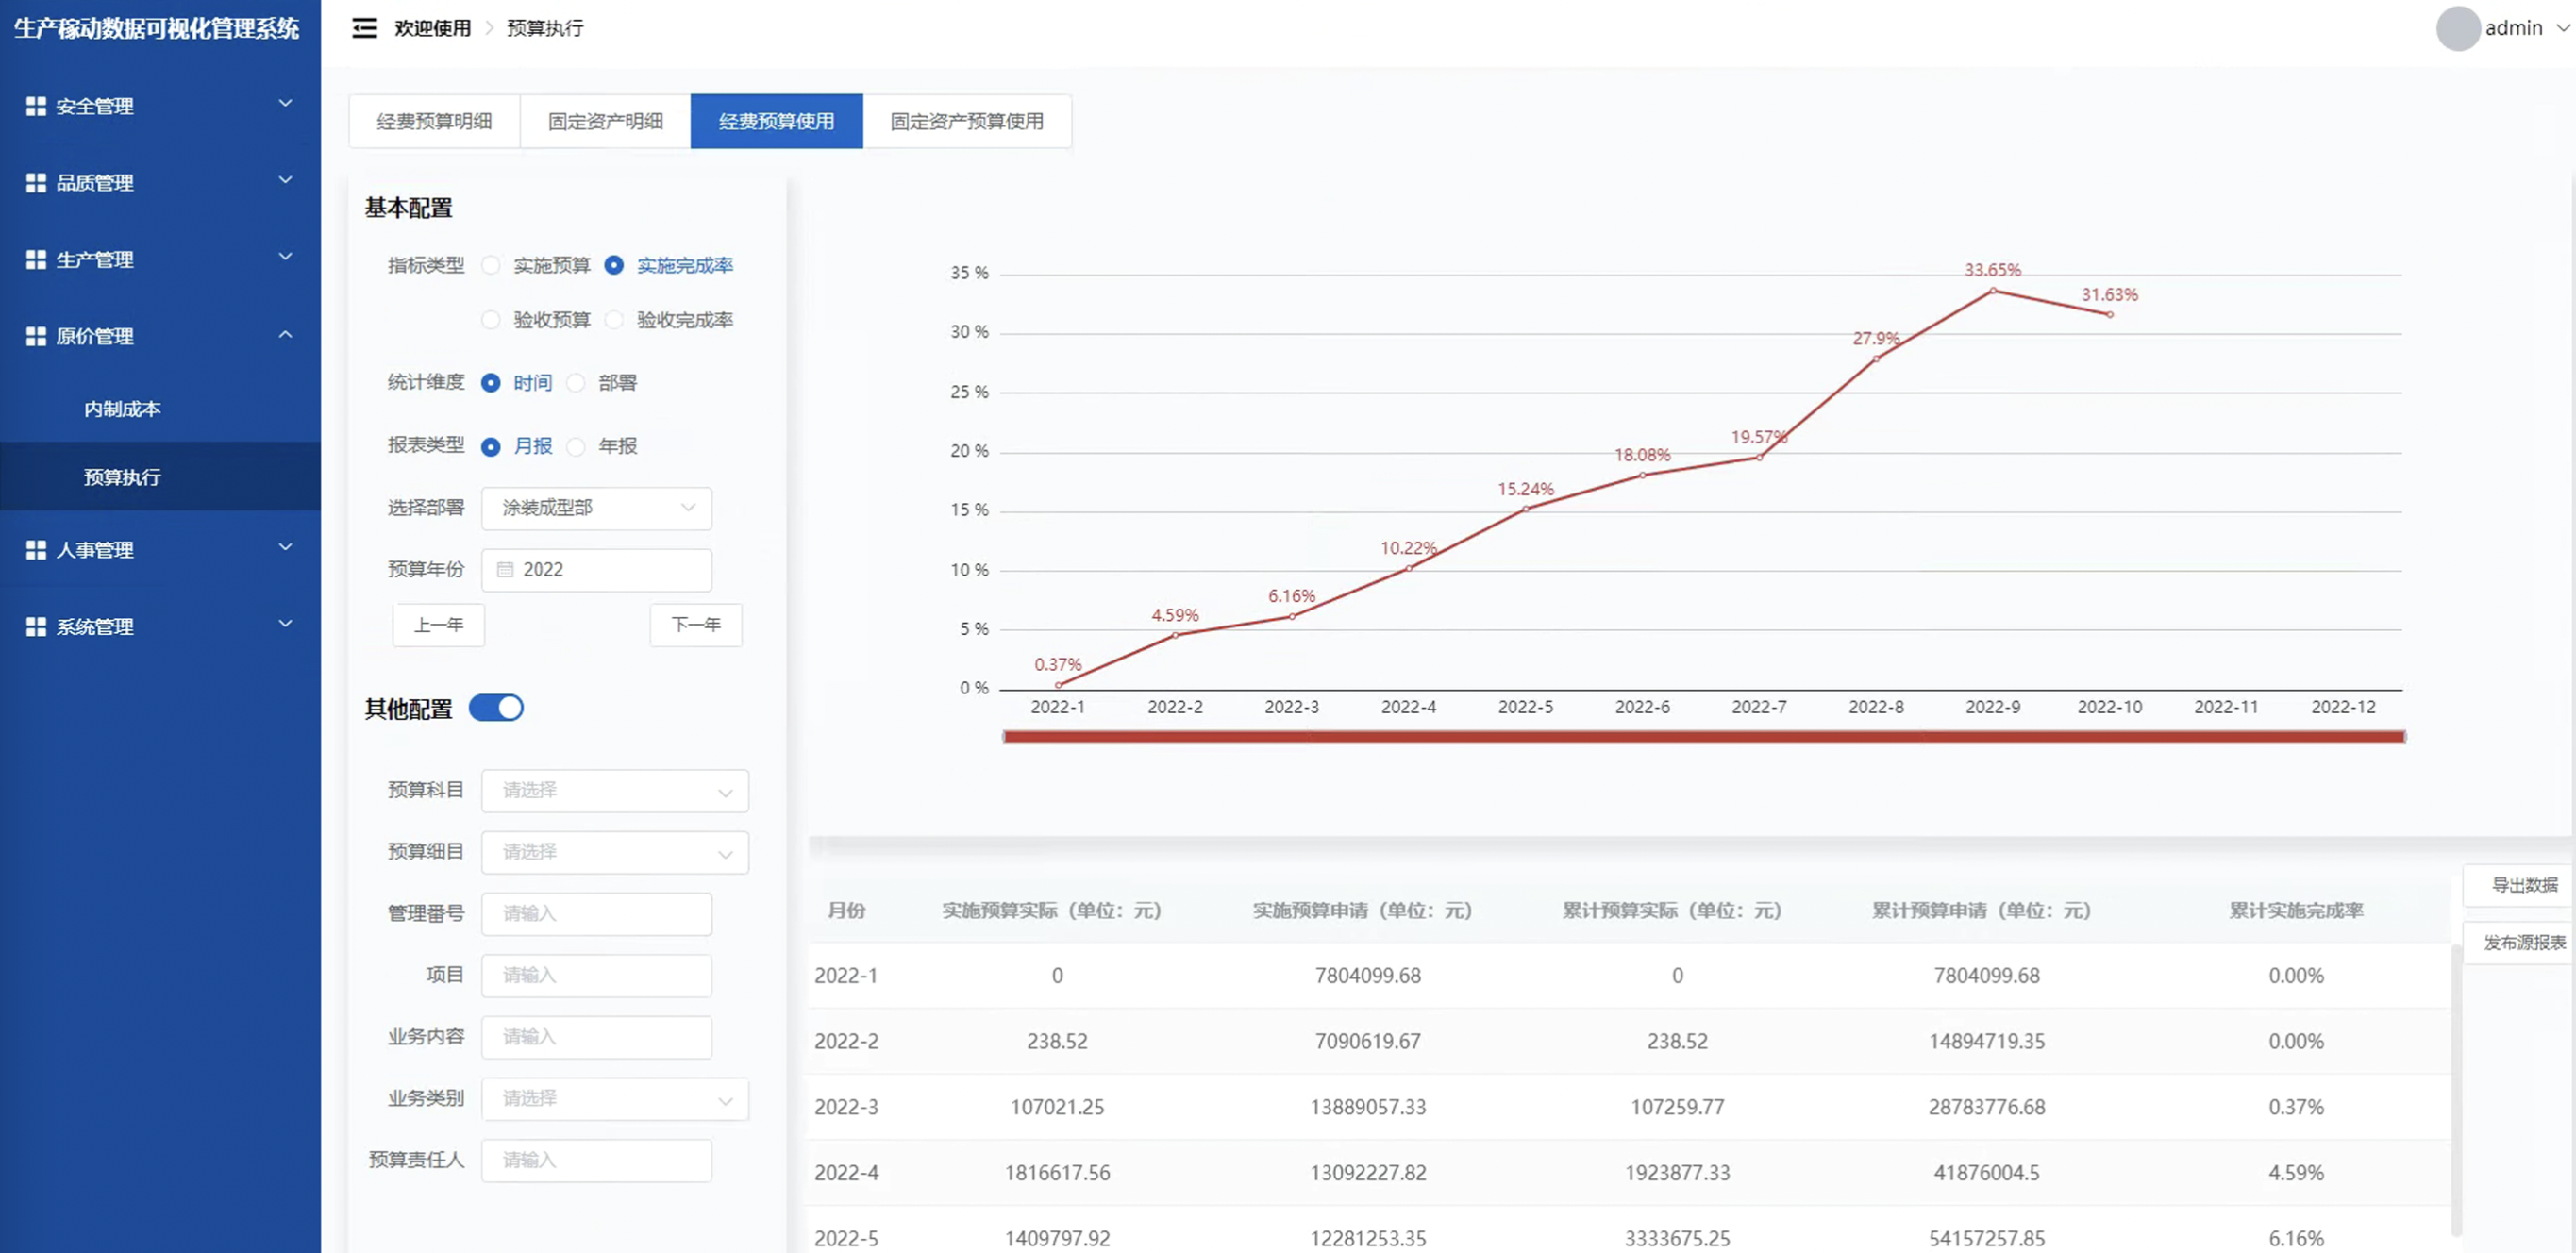 生产稼动数据可视化管理系统
欢迎使用 > 预算执行
admin
安全管理
品质管理
生产管理
原价管理
内制成本
预算执行
人事管理
系统管理
经费预算明细 固定资产明细 经费预算使用 固定资产预算使用
基本配置
指标类型 实施预算 实施完成率
验收预算 验收完成率
统计维度 时间 部署
报表类型 月报 年报
选择部署 涂装成型部
预算年份 2022
上一年 下一年
其他配置
预算科目 请选择
预算细目 请选择
管理番号 请输入
项目 请输入
业务内容 请输入
业务类别 请选择
预算责任人 请输入
35 %
30 %
25 %
20 %
15 %
10 %
5 %
0 %
0.37%
4.59%
6.16%
10.22%
15.24%
18.08%
19.57%
27.9%
33.65%
31.63%
2022-1 2022-2 2022-3 2022-4 2022-5 2022-6 2022-7 2022-8 2022-9 2022-10 2022-11 2022-12
月份 实施预算实际（单位：元） 实施预算申请（单位：元） 累计预算实际（单位：元） 累计预算申请（单位：元） 累计实施完成率
2022-1 0 7804099.68 0 7804099.68 0.00%
2022-2 238.52 7090619.67 238.52 14894719.35 0.00%
2022-3 107021.25 13889057.33 107259.77 28783776.68 0.37%
2022-4 1816617.56 13092227.82 1923877.33 41876004.5 4.59%
2022-5 1409797.92 12281253.35 3333675.25 54157257.85 6.16%
导出数据
发布源报表